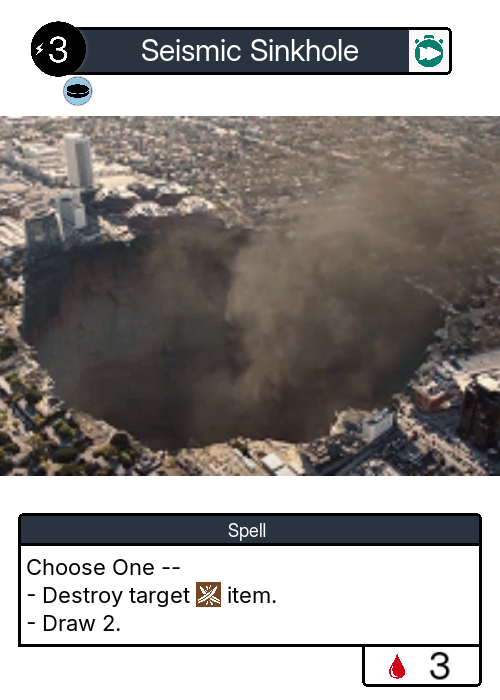 3 Seismic Sinkhole
Spell
Choose One --
- Destroy target item.
- Draw 2.
3